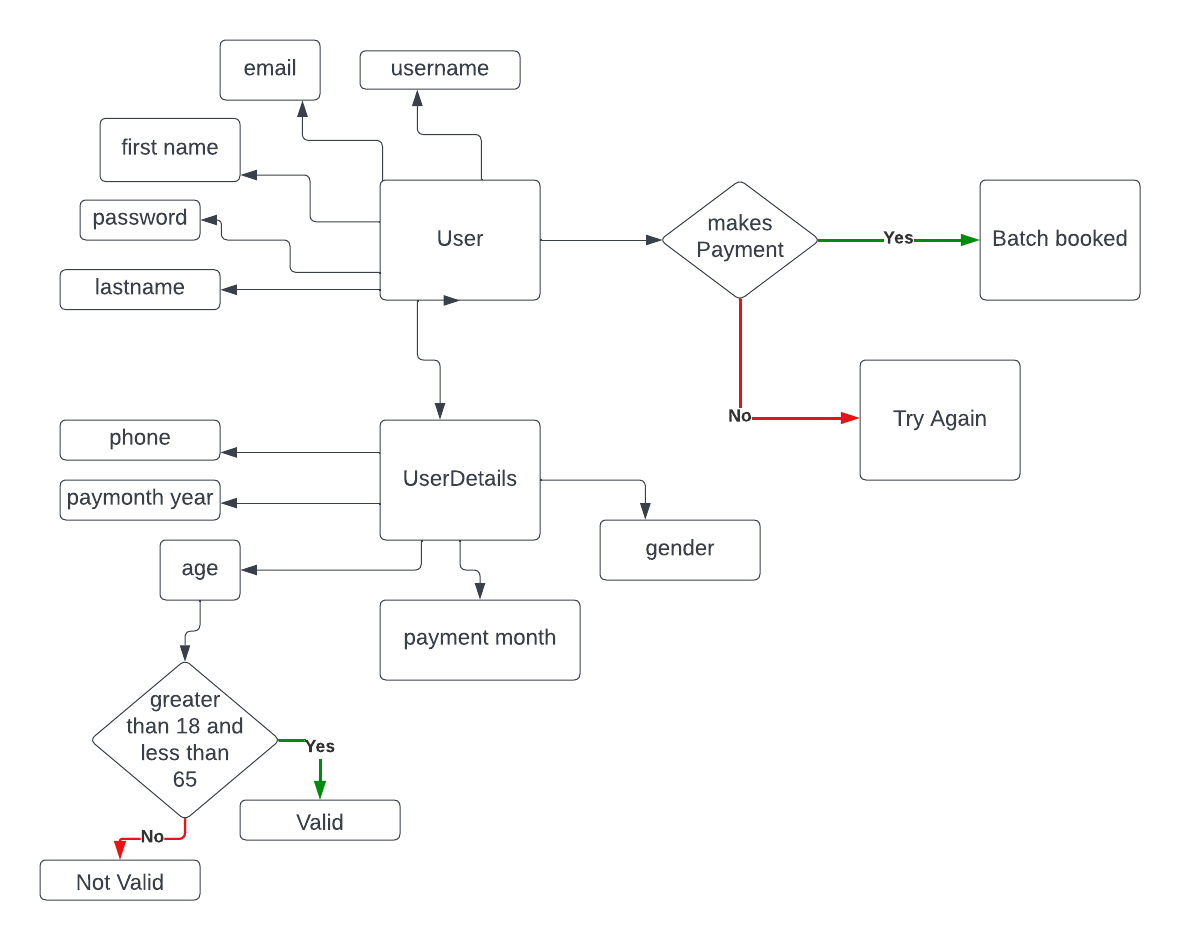 email
username
first name
password
lastname
User
makes
Payment
Yes
Batch booked
No
Try Again
phone
paymonth year
UserDetails
gender
age
payment month
greater
than 18 and
less than
65
Yes
Valid
No
Not Valid